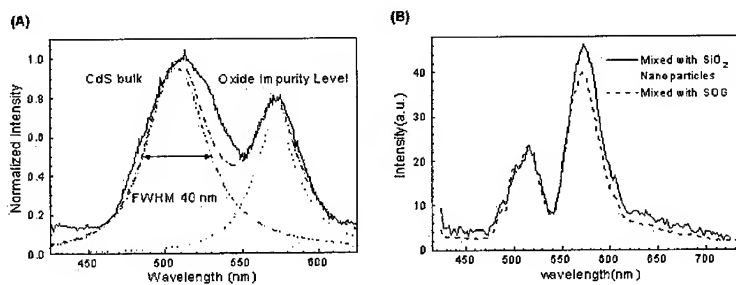 (A)
CdS bulk
Oxide Impurity Level
FWHM 40 nm
Normalized Intensity
1.0
0.8
0.6
0.4
0.2
0.0
450
500
550
600
Wavelength (nm)
(B)
Mixed with SiO2
Nanoparticles
Mixed with SOG
Intensity(a.u.)
40
30
20
10
0
450
500
550
600
650
700
wavelength(nm)